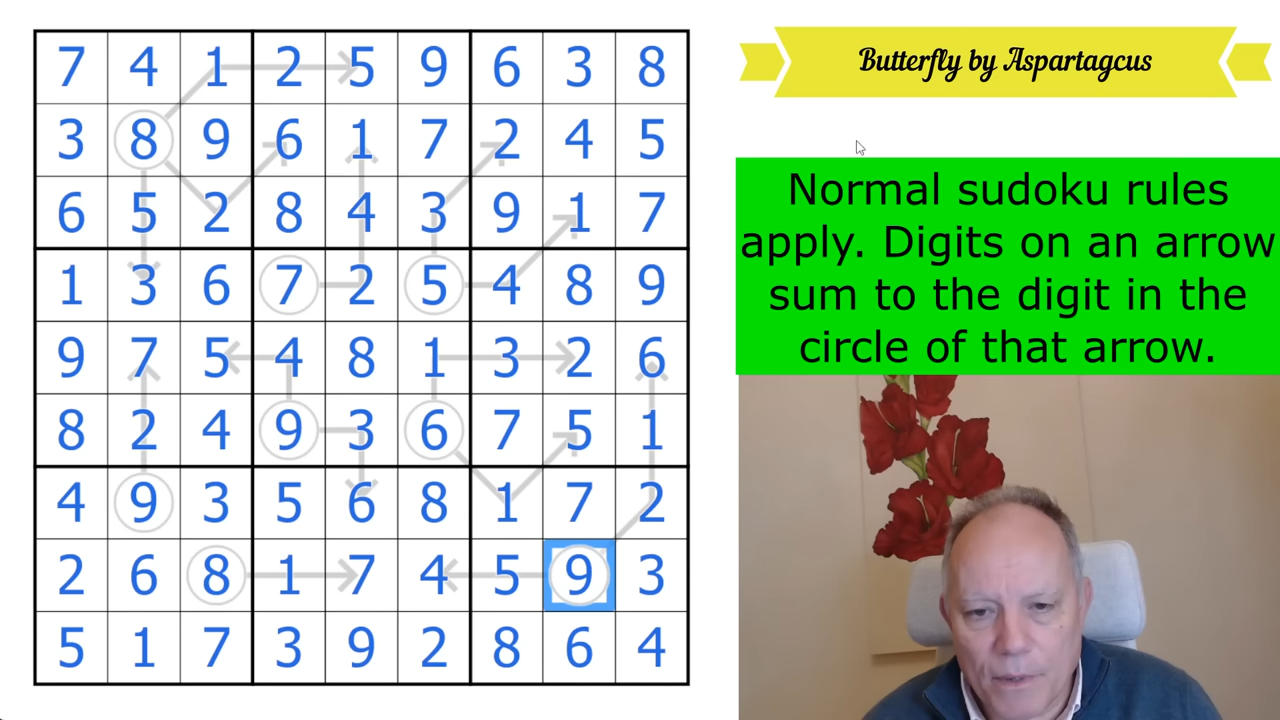 Butterfly by Aspartagcus
Normal sudoku rules
apply. Digits on an arrow
sum to the digit in the
circle of that arrow.
7 4 1 2 5 9 6 3 8
3 8 9 6 1 7 2 4 5
6 5 2 8 4 3 9 1 7
1 3 6 7 2 5 4 8 9
9 7 5 4 8 1 3 2 6
8 2 4 9 3 6 7 5 1
4 9 3 5 6 8 1 7 2
2 6 8 1 7 4 5 9 3
5 1 7 3 9 2 8 6 4